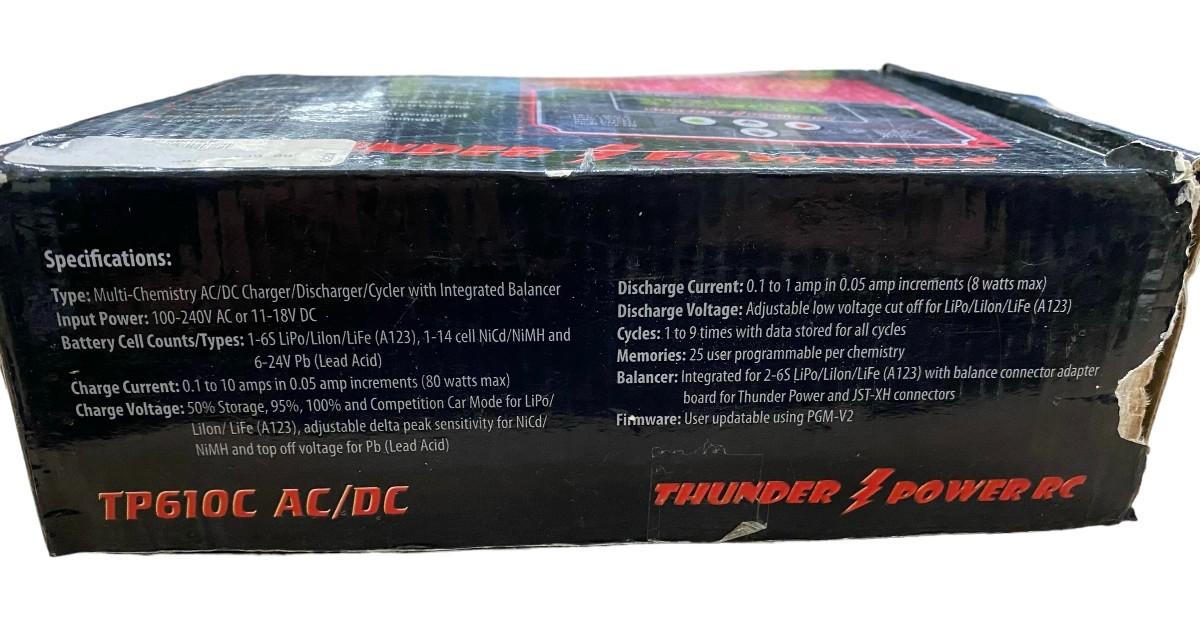 THUNDER POWER RC
Specifications:
Type: Multi-Chemistry AC/DC Charger/Discharger/Cycler with Integrated Balancer
Input Power: 100-240V AC or 11-18V DC
Battery Cell Counts/Types: 1-6S LiPo/LiIon/LiFe (A123), 1-14 cell NiCd/NiMH and
6-24V Pb (Lead Acid)
Charge Current: 0.1 to 10 amps in 0.05 amp increments (80 watts max)
Charge Voltage: 50% Storage, 95%, 100% and Competition Car Mode for LiPo/
LiIon/ LiFe (A123), adjustable delta peak sensitivity for NiCd/
NiMH and top off voltage for Pb (Lead Acid)
Discharge Current: 0.1 to 1 amp in 0.05 amp increments (8 watts max)
Discharge Voltage: Adjustable low voltage cut off for LiPo/LiIon/LiFe (A123)
Cycles: 1 to 9 times with data stored for all cycles
Memories: 25 user programmable per chemistry
Balancer: Integrated for 2-6S LiPo/LiIon/LiFe (A123) with balance connector adapter
board for Thunder Power and JST-XH connectors
Firmware: User updatable using PGM-V2
TP610C AC/DC
THUNDER POWER RC